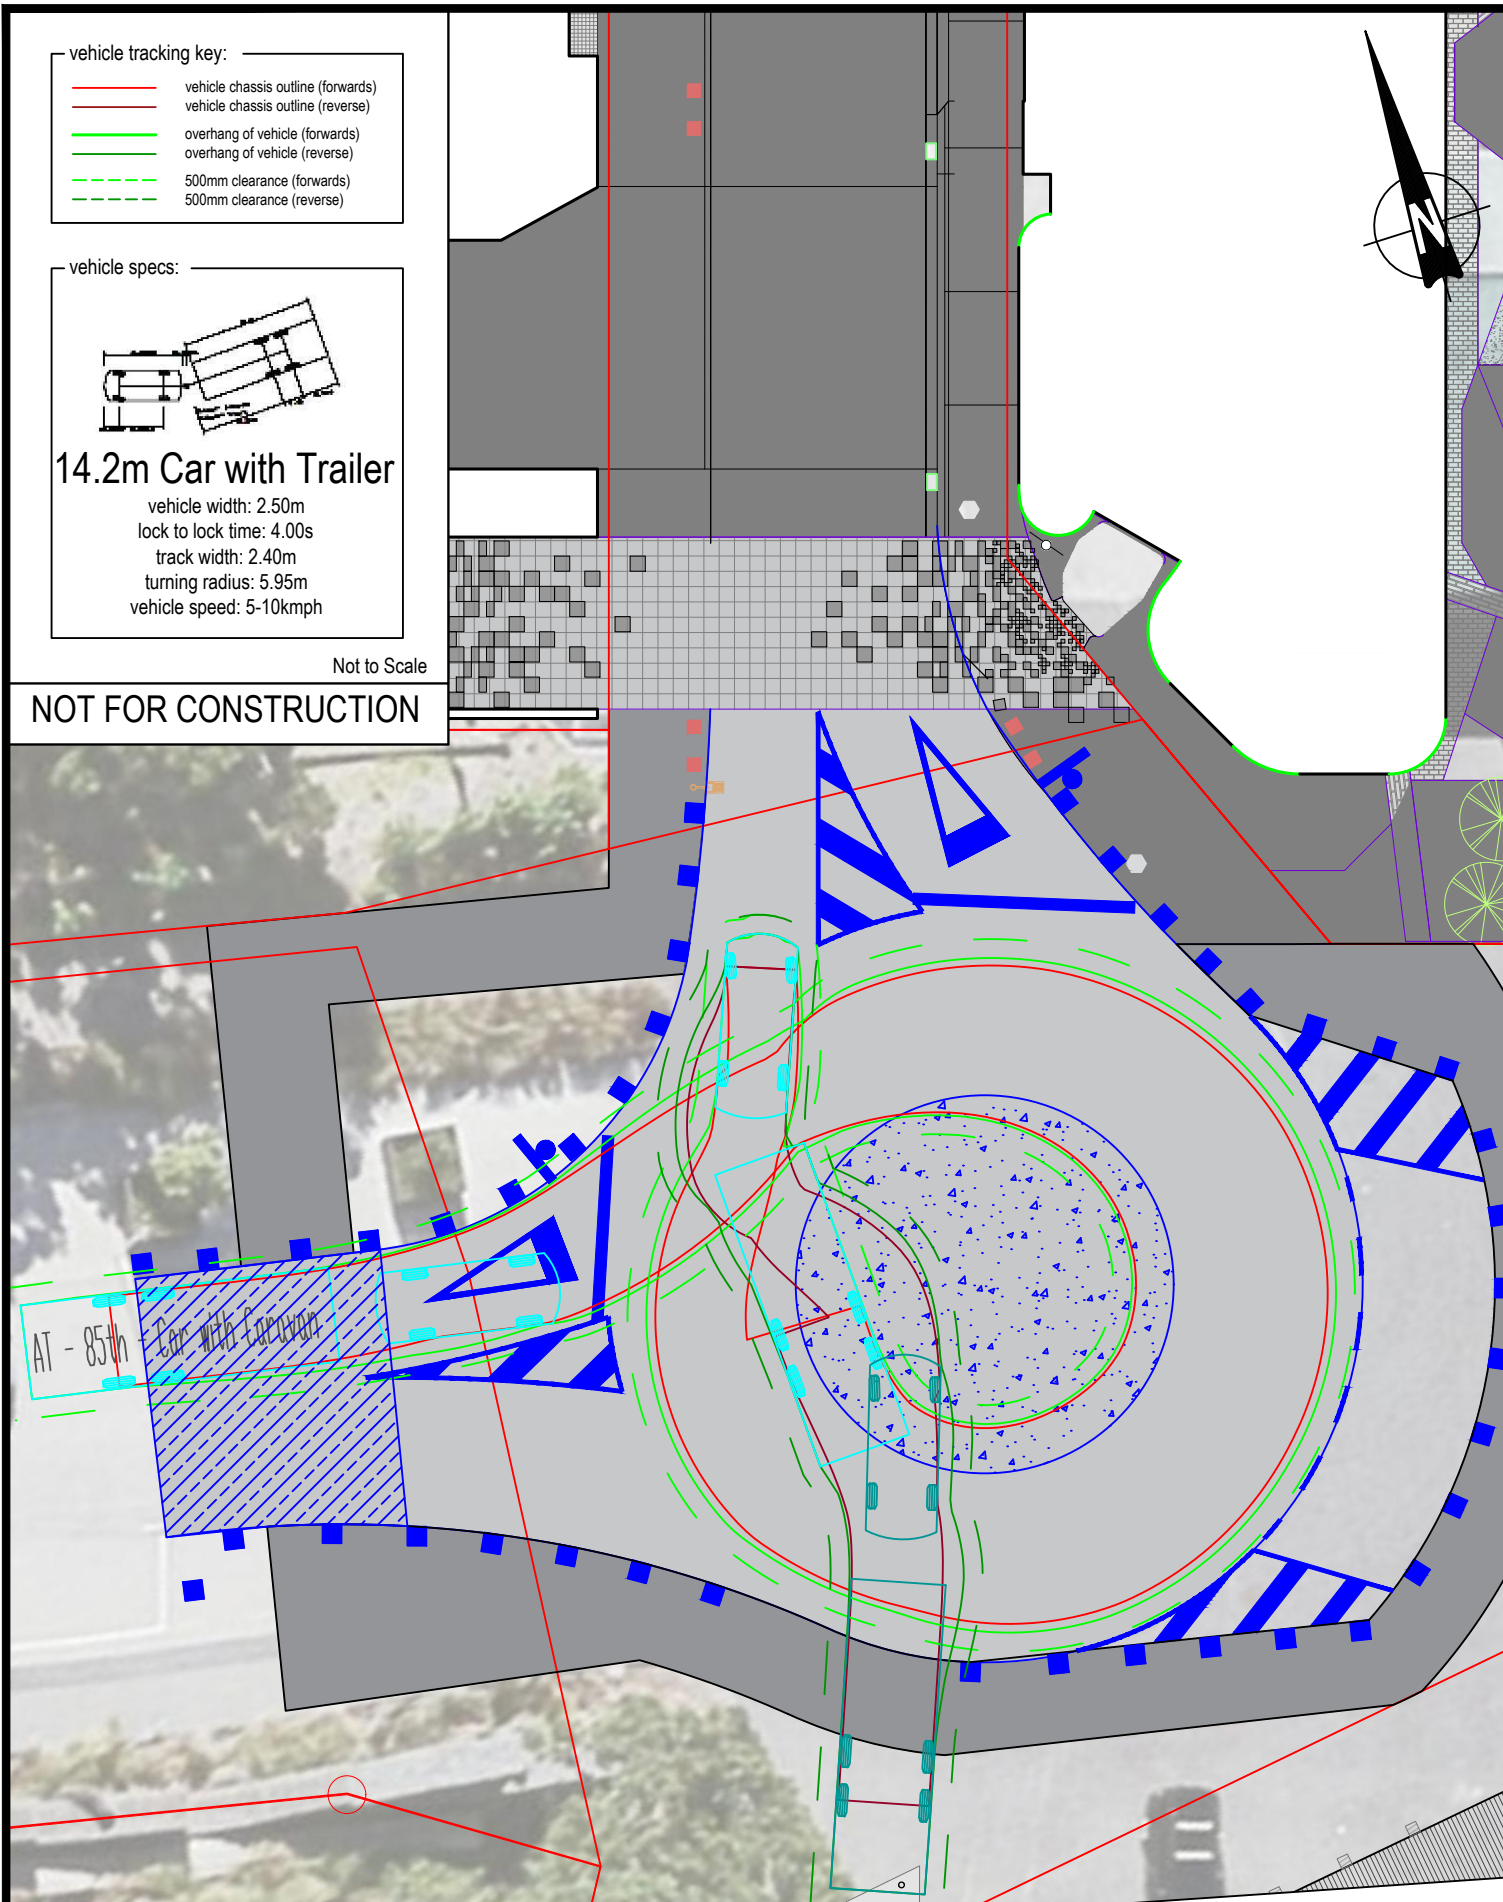 vehicle tracking key:
vehicle chassis outline (forwards)
vehicle chassis outline (reverse)
overhang of vehicle (forwards)
overhang of vehicle (reverse)
500mm clearance (forwards)
500mm clearance (reverse)
vehicle specs:
14.2m Car with Trailer
vehicle width: 2.50m
lock to lock time: 4.00s
track width: 2.40m
turning radius: 5.95m
vehicle speed: 5-10kmph
Not to Scale
NOT FOR CONSTRUCTION
N
AT - 85th - Car with Caravan